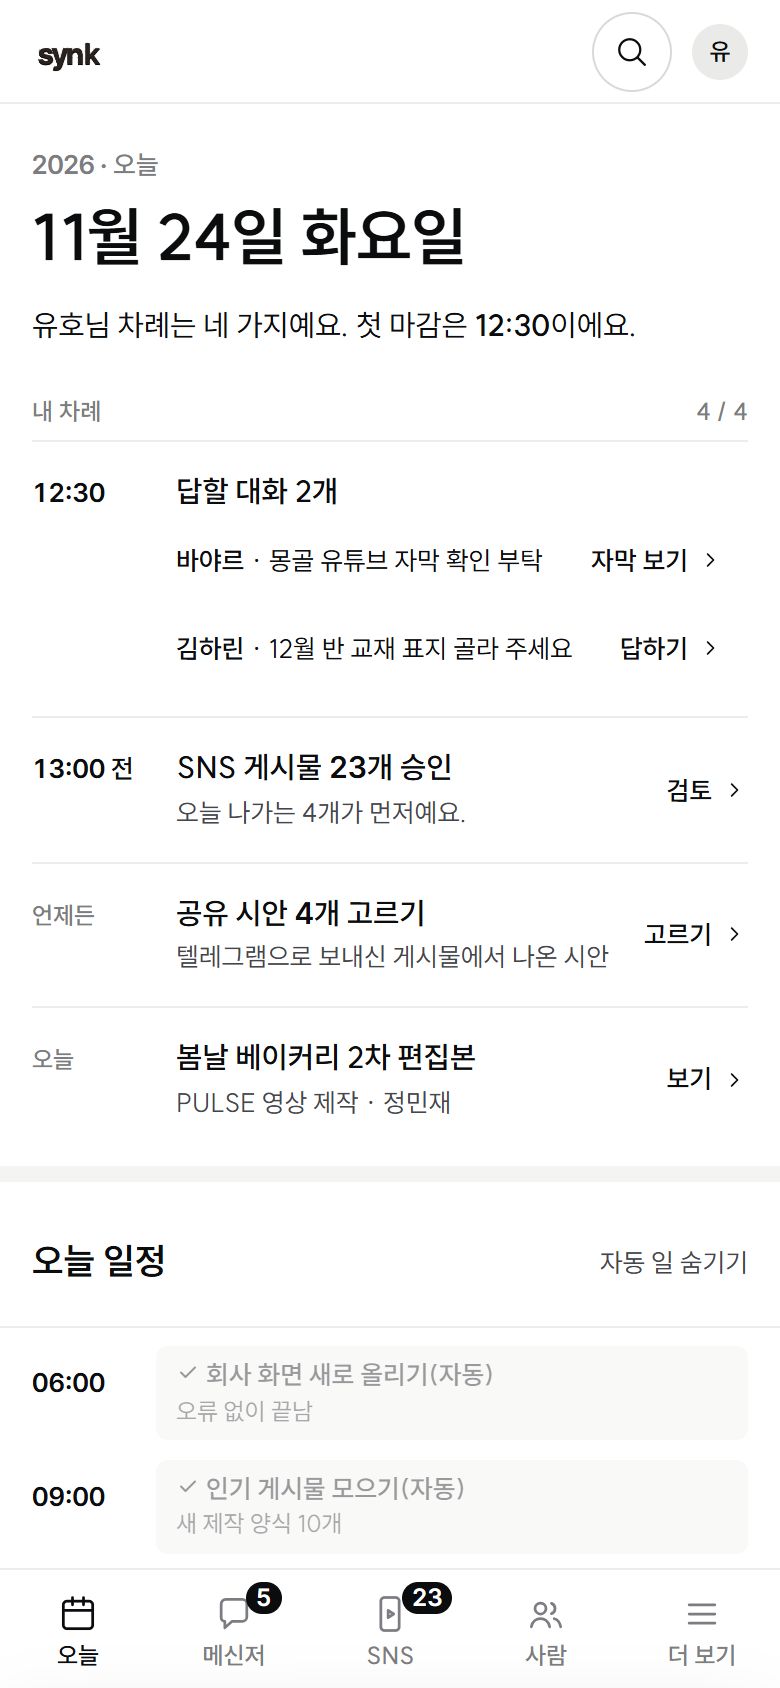 synk
유
2026 · 오늘
11월 24일 화요일
유호님 차례는 네 가지예요. 첫 마감은 12:30이에요.
내 차례 4 / 4
12:30 답할 대화 2개
바야르 · 몽골 유튜브 자막 확인 부탁 자막 보기
김하린 · 12월 반 교재 표지 골라 주세요 답하기
13:00 전 SNS 게시물 23개 승인
오늘 나가는 4개가 먼저예요. 검토
언제든 공유 시안 4개 고르기
텔레그램으로 보내신 게시물에서 나온 시안 고르기
오늘 봄날 베이커리 2차 편집본
PULSE 영상 제작 · 정민재 보기
오늘 일정 자동 일 숨기기
06:00 회사 화면 새로 올리기(자동)
오류 없이 끝남
09:00 인기 게시물 모으기(자동)
새 제작 양식 10개
5 23
오늘 메신저 SNS 사람 더 보기